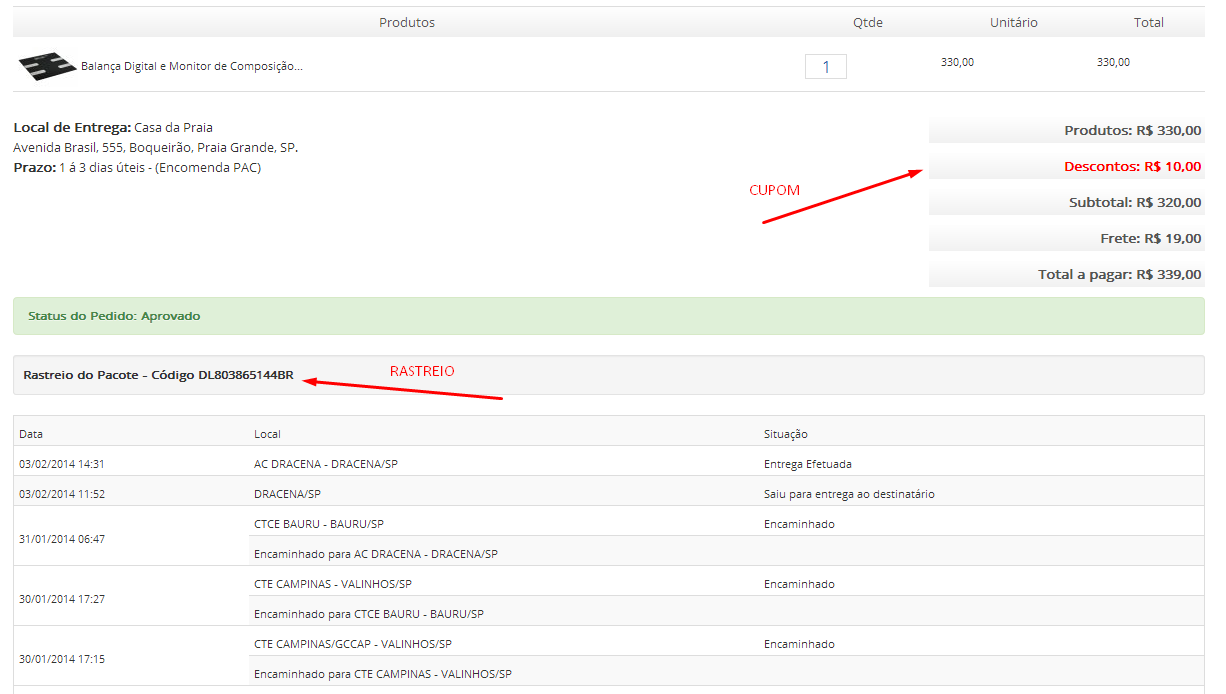 Produtos Qtde Unitário Total
Balança Digital e Monitor de Composição... 1 330,00 330,00
Local de Entrega: Casa da Praia
Avenida Brasil, 555, Boqueirão, Praia Grande, SP.
Prazo: 1 á 3 dias úteis - (Encomenda PAC)
Produtos: R$ 330,00
Descontos: R$ 10,00
CUPOM
Subtotal: R$ 320,00
Frete: R$ 19,00
Total a pagar: R$ 339,00
Status do Pedido: Aprovado
Rastreio do Pacote - Código DL803865144BR
RASTREIO
Data Local Situação
03/02/2014 14:31 AC DRACENA - DRACENA/SP Entrega Efetuada
03/02/2014 11:52 DRACENA/SP Saiu para entrega ao destinatário
31/01/2014 06:47 CTCE BAURU - BAURU/SP Encaminhado
Encaminhado para AC DRACENA - DRACENA/SP
30/01/2014 17:27 CTE CAMPINAS - VALINHOS/SP Encaminhado
Encaminhado para CTCE BAURU - BAURU/SP
30/01/2014 17:15 CTE CAMPINAS/GCCAP - VALINHOS/SP Encaminhado
Encaminhado para CTE CAMPINAS - VALINHOS/SP